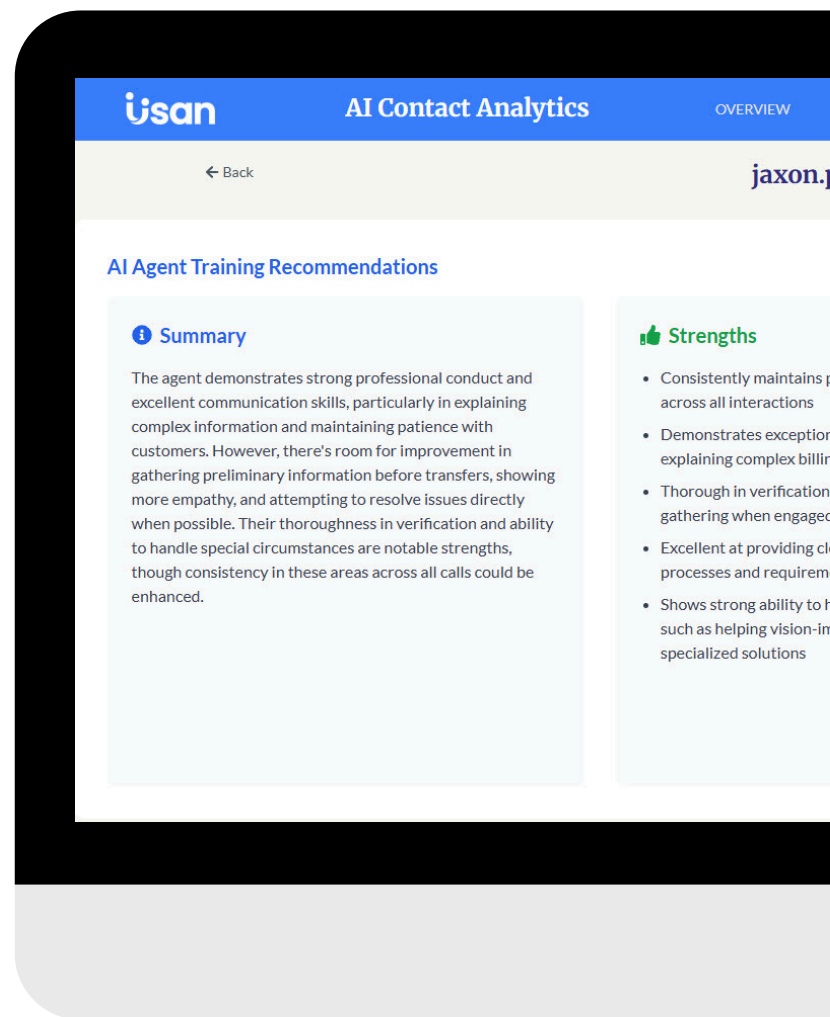 usan
AI Contact Analytics
OVERVIEW
Back
AI Agent Training Recommendations
Summary
The agent demonstrates strong professional conduct and
excellent communication skills, particularly in explaining
complex information and maintaining patience with
customers. However, there's room for improvement in
gathering preliminary information before transfers, showing
more empathy, and attempting to resolve issues directly
when possible. Their thoroughness in verification and ability
to handle special circumstances are notable strengths,
though consistency in these areas across all calls could be
enhanced.
Strengths
• Consistently maintains
across all interactions
• Demonstrates
explaining complex
• Thorough in verification
gathering when
• Excellent at providing
processes and
• Shows strong ability to
such as helping
specialized solutions